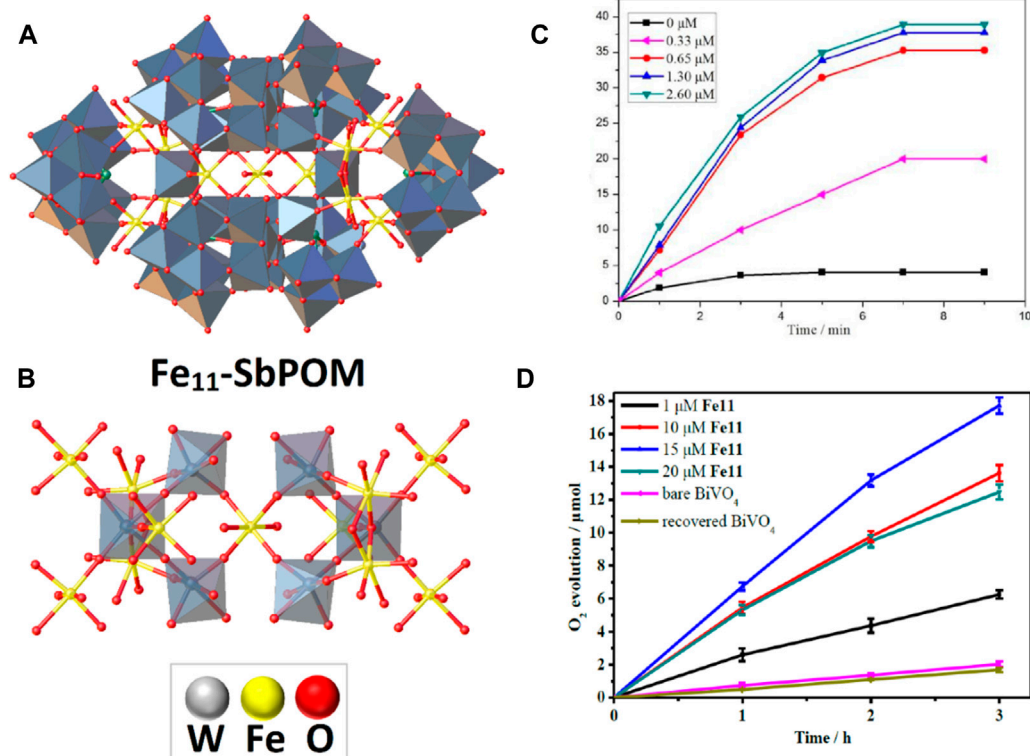 A
Fe₁₁-SbPOM
B
W Fe O
C
40
35
30
25
20
15
10
5
0
0 μM
0.33 μM
0.65 μM
1.30 μM
2.60 μM
0 2 4 6 8 10
Time / min
D
18
16
14
12
10
8
6
4
2
0
O₂ evolution / μmol
1 μM Fe11
10 μM Fe11
15 μM Fe11
20 μM Fe11
bare BiVO₄
recovered BiVO₄
0 1 2 3
Time / h